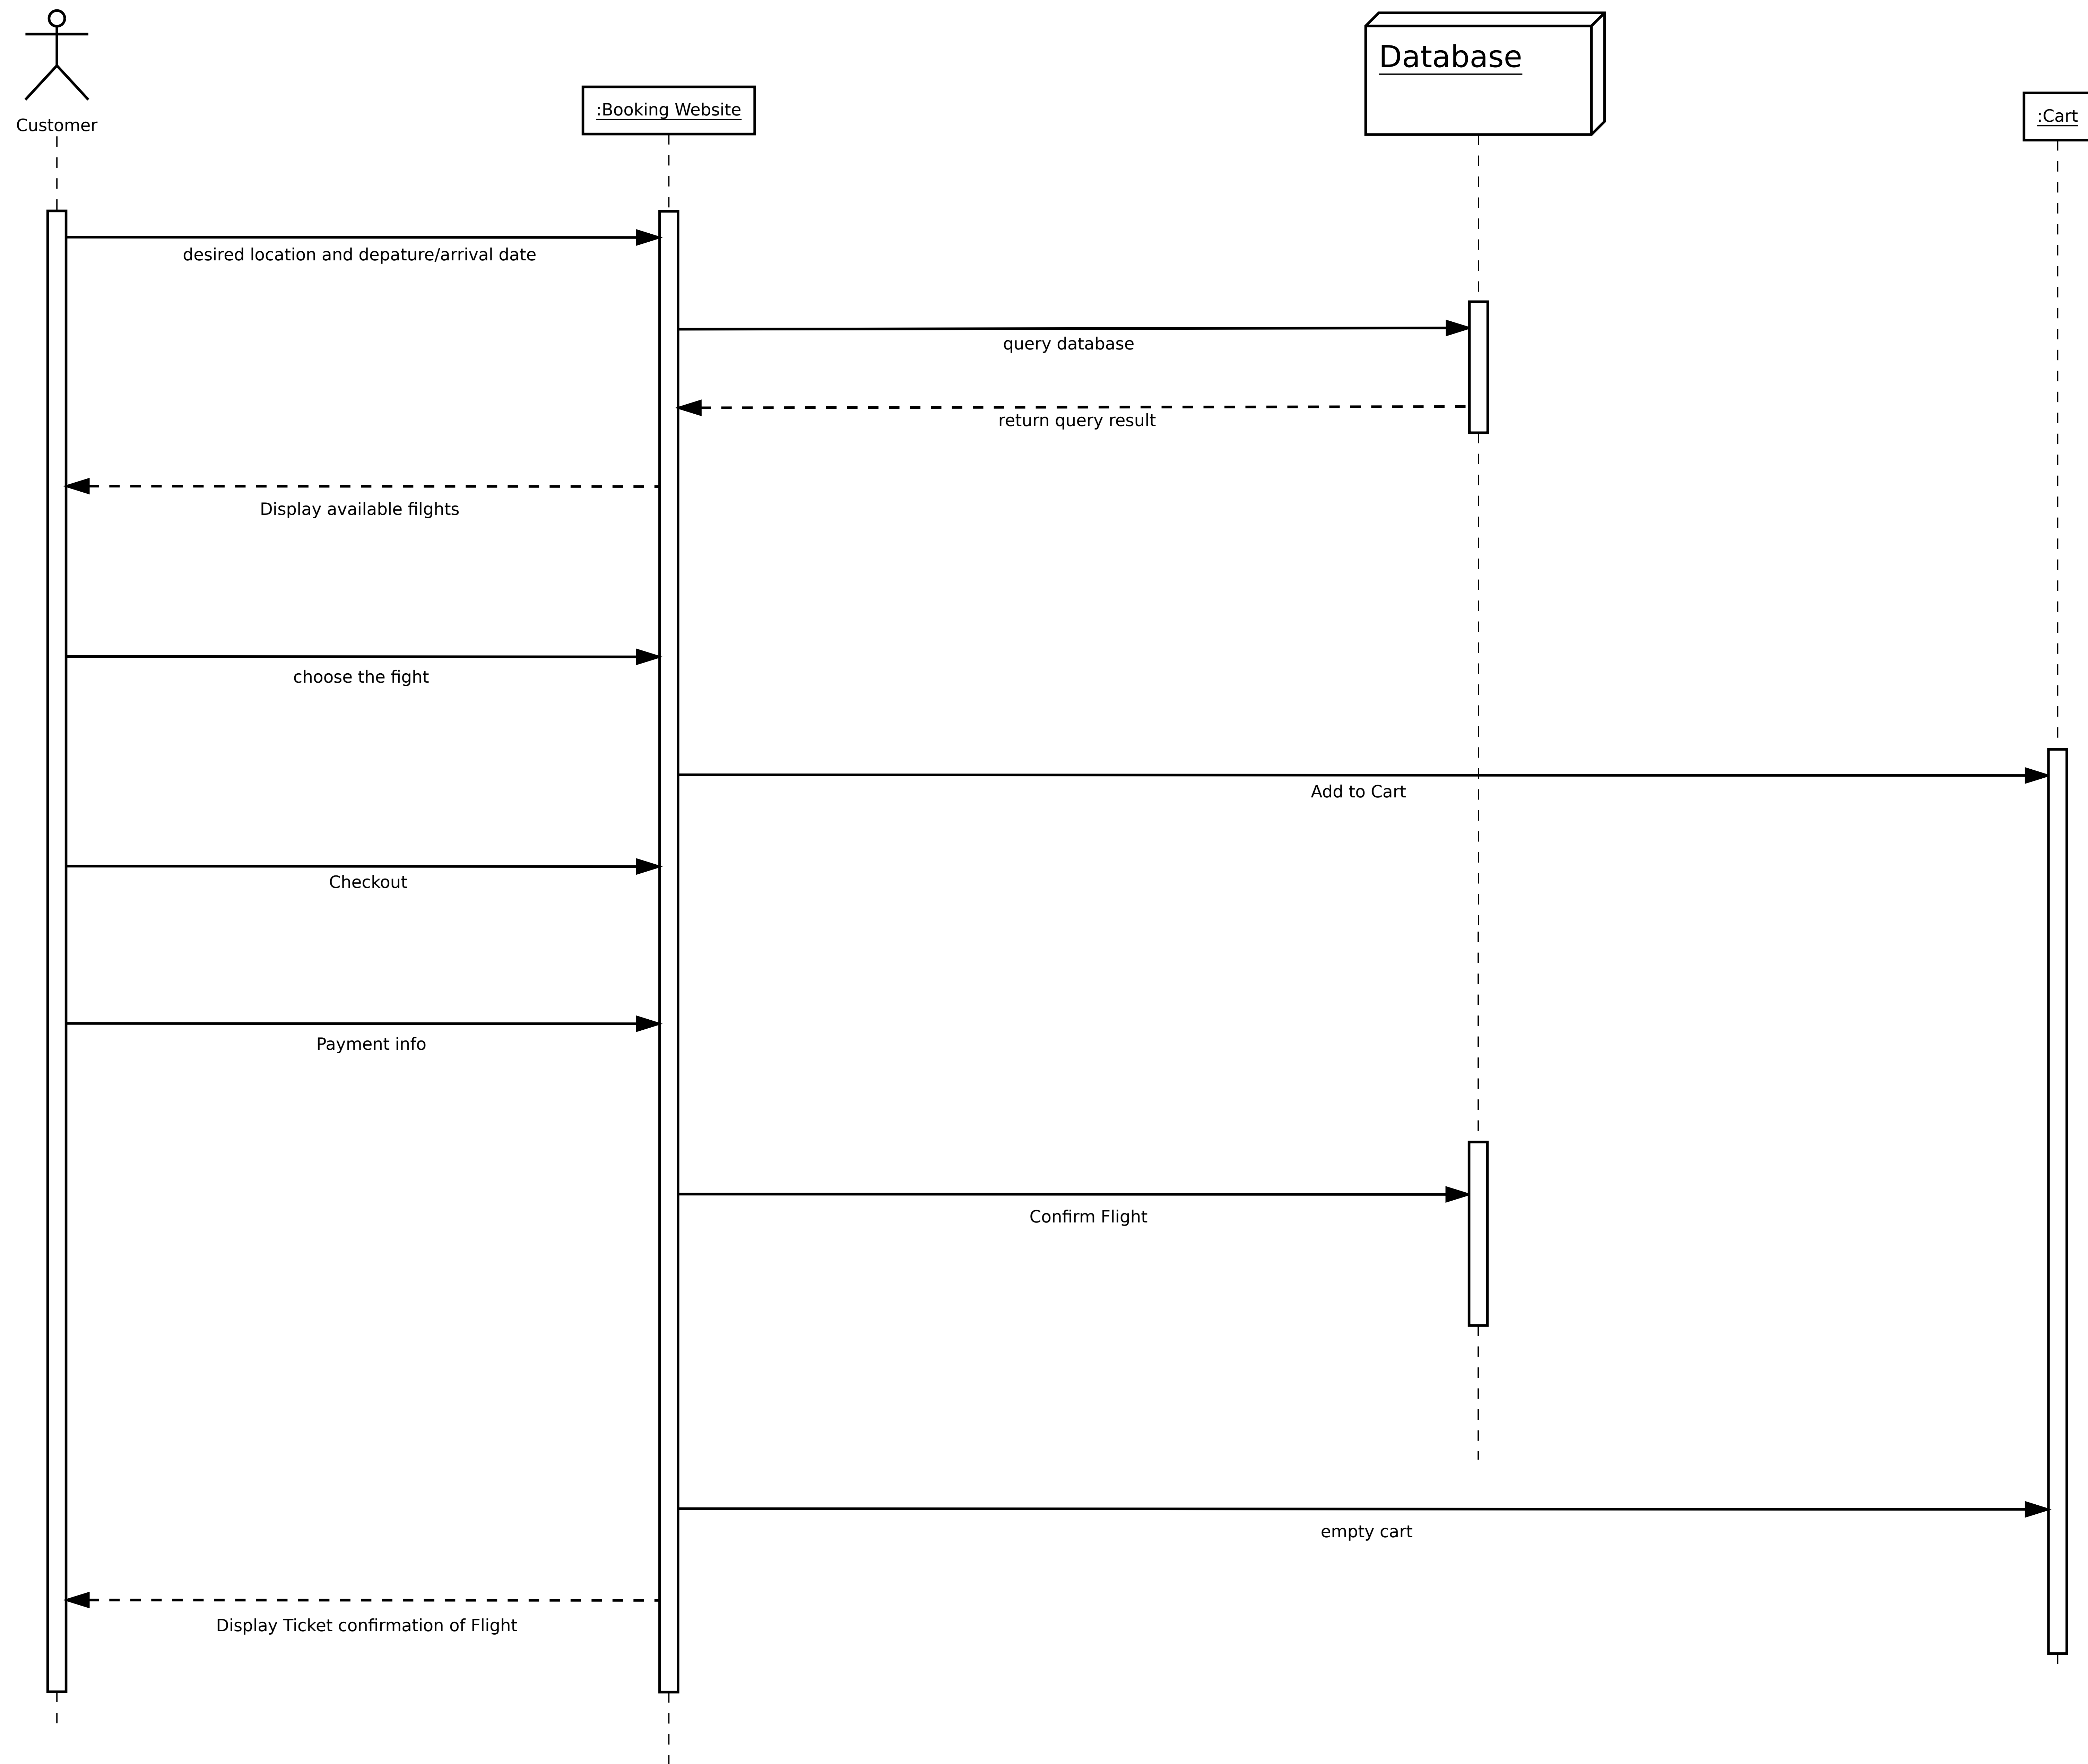 Customer
:Booking Website
Database
:Cart
desired location and depature/arrival date
query database
return query result
Display available filghts
choose the fight
Add to Cart
Checkout
Payment info
Confirm Flight
empty cart
Display Ticket confirmation of Flight